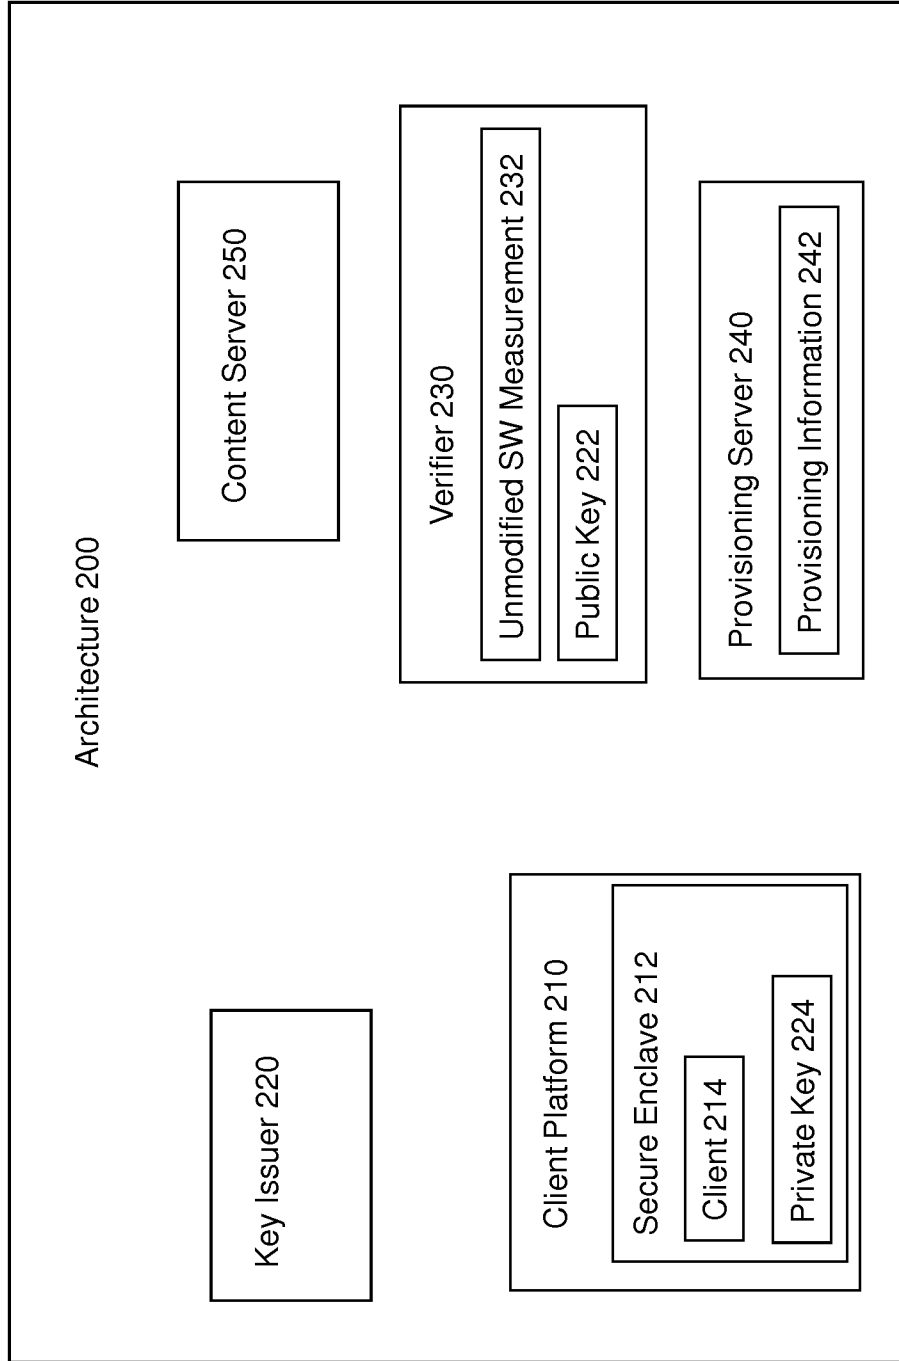 Architecture 200
Key Issuer 220
Content Server 250
Client Platform 210
Secure Enclave 212
Client 214
Private Key 224
Verifier 230
Unmodified SW Measurement 232
Public Key 222
Provisioning Server 240
Provisioning Information 242